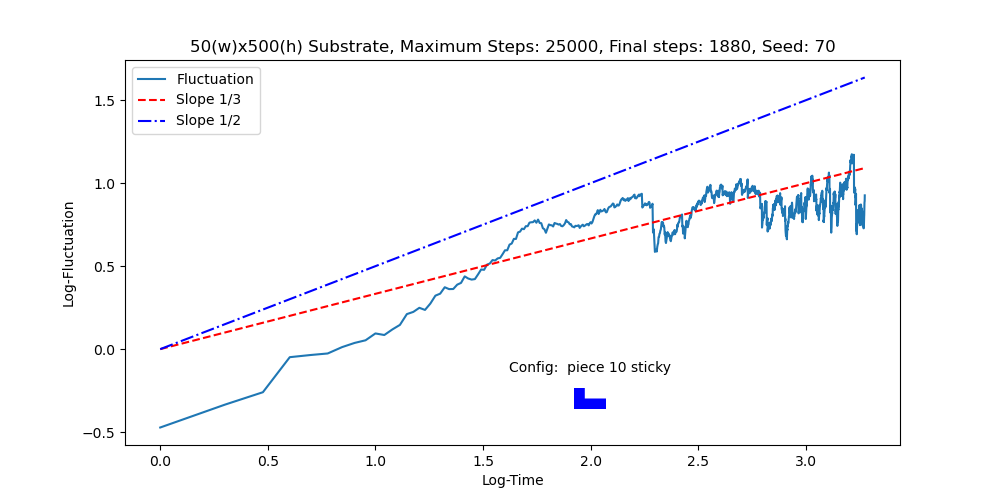 50(w)x500(h) Substrate, Maximum Steps: 25000, Final steps: 1880, Seed: 70
Fluctuation
Slope 1/3
Slope 1/2
Log-Fluctuation
1.5
1.0
0.5
0.0
−0.5
Config:  piece 10 sticky
0.0 0.5 1.0 1.5 2.0 2.5 3.0
Log-Time